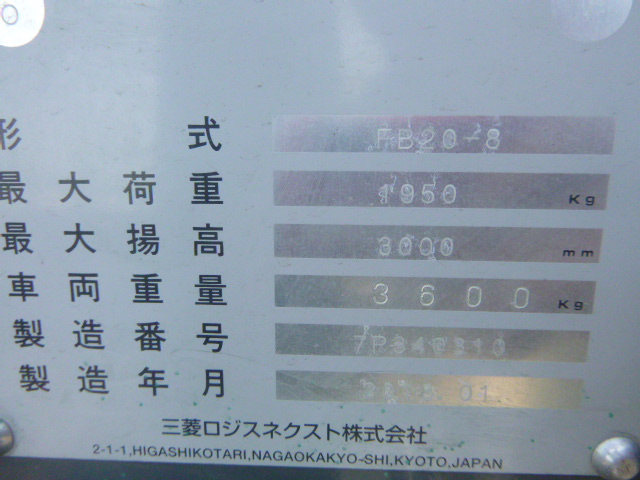 形 式 FB20-8
最大荷重 1950 Kg
最大揚高 3000 mm
車両重量 3600 Kg
製造番号
製造年月 01
三菱ロジスネクスト株式会社
2-1-1,HIGASHIKOTARI,NAGAOKAKYO-SHI,KYOTO,JAPAN